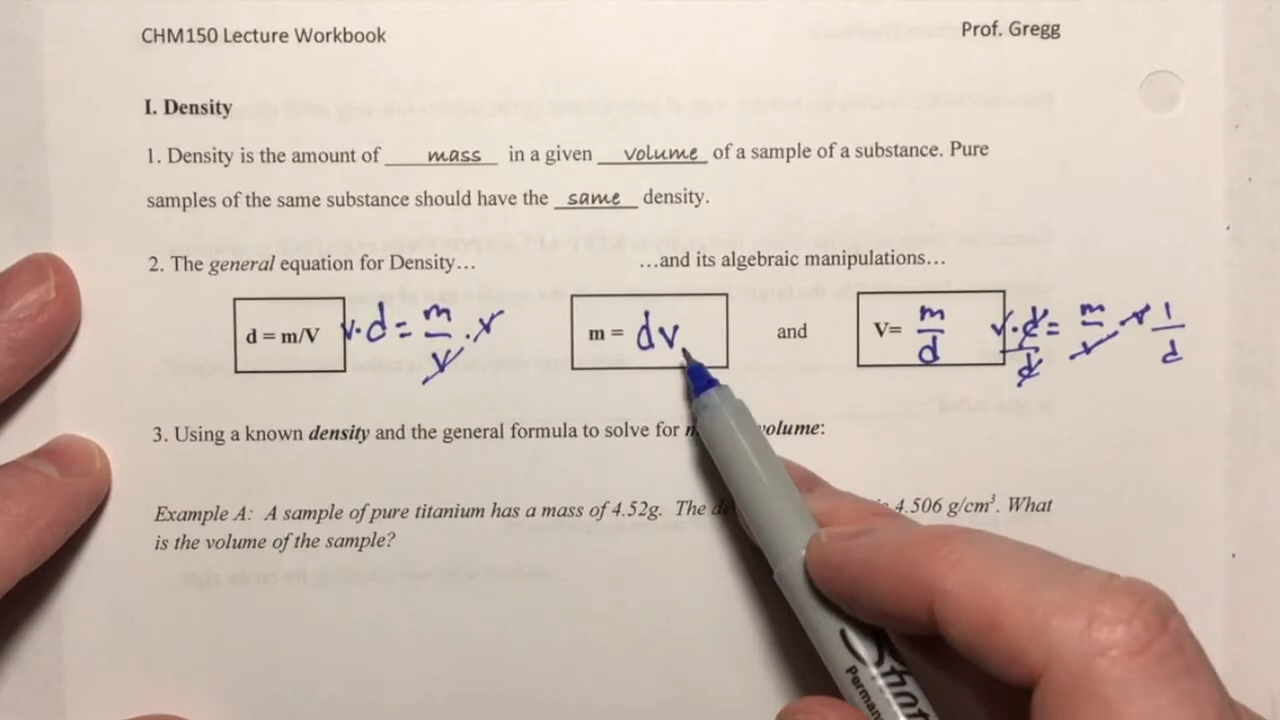 CHM150 Lecture Workbook Prof. Gregg
I. Density
1. Density is the amount of mass in a given volume of a sample of a substance. Pure
samples of the same substance should have the same density.
2. The general equation for Density… …and its algebraic manipulations…
d = m/V V·d = m/V · V m = dV and V= m/d V·d/d = m/V · V 1/d
3. Using a known density and the general formula to solve for volume:
Example A: A sample of pure titanium has a mass of 4.52g. The 4.506 g/cm³. What
is the volume of the sample?
Perman